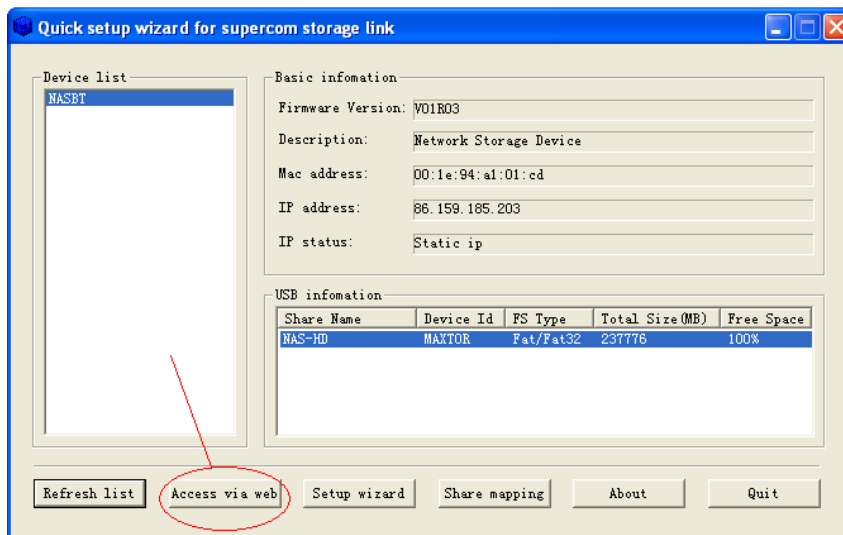 Quick setup wizard for supercom storage link
Device list
NASBT
Basic infomation
Firmware Version: V01R03
Description: Network Storage Device
Mac address: 00:1e:94:a1:01:cd
IP address: 86.159.185.203
IP status: Static ip
USB infomation
Share Name Device Id FS Type Total Size(MB) Free Space
NAS-HD MAXTOR Fat/Fat32 237776 100%
Refresh list Access via web Setup wizard Share mapping About Quit